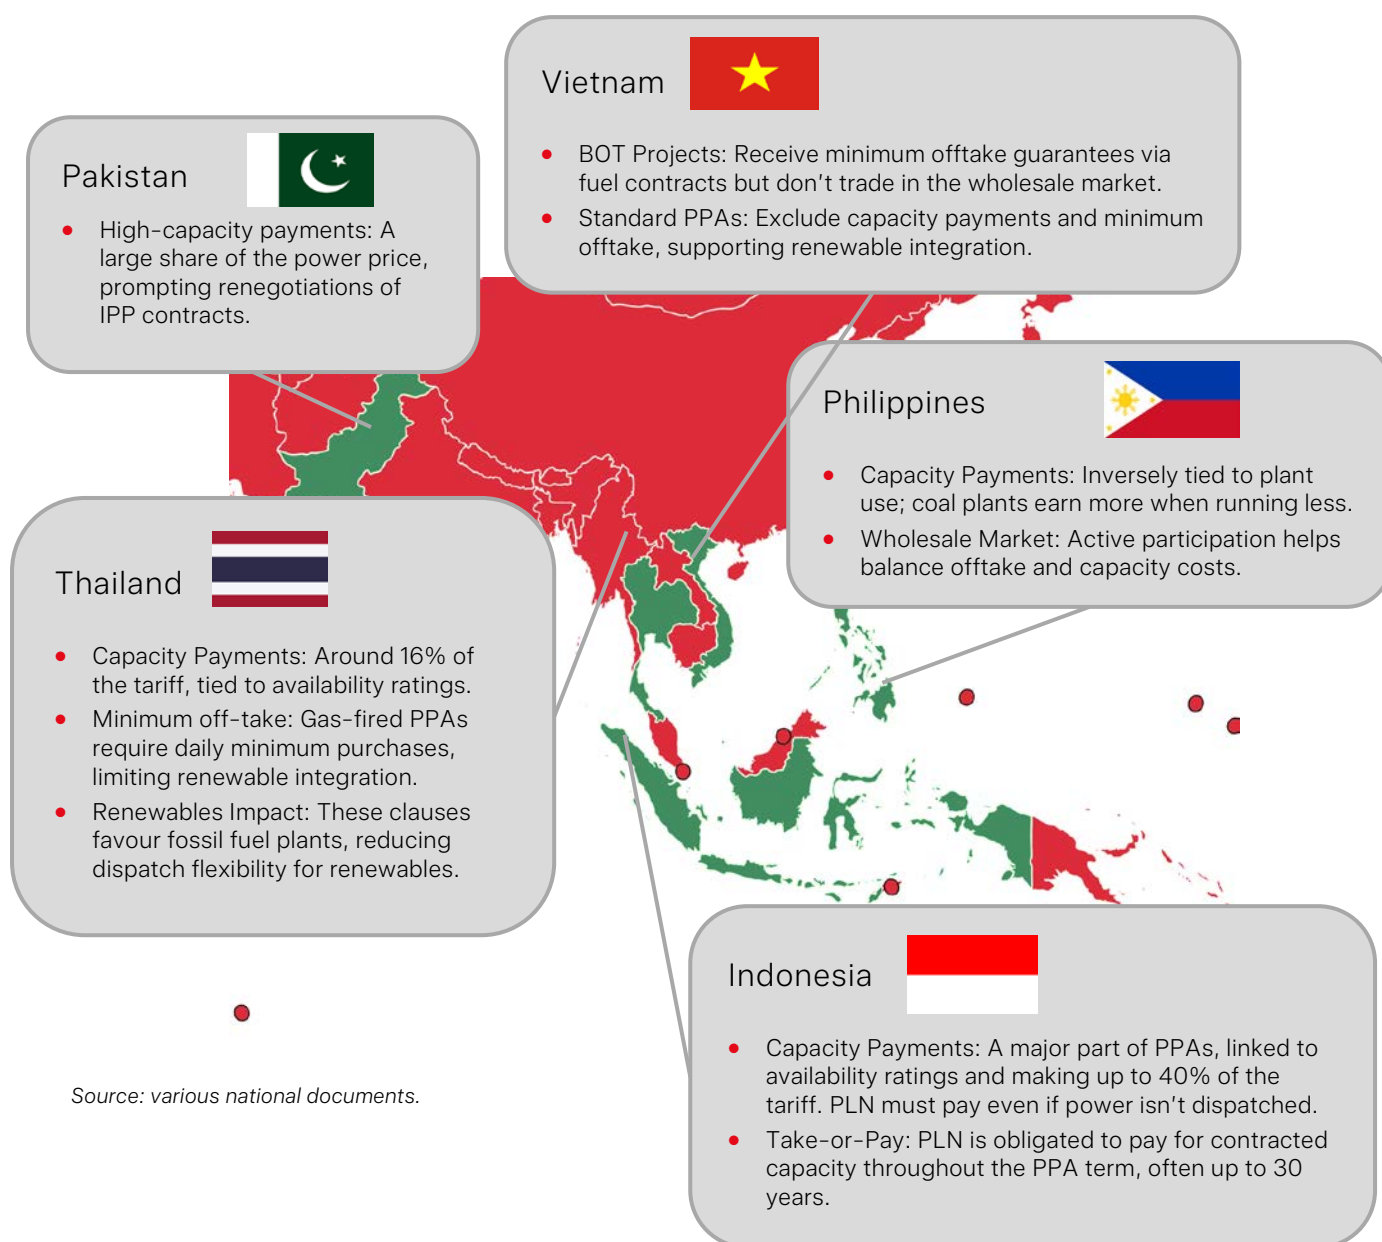 Vietnam
• BOT Projects: Receive minimum offtake guarantees via
fuel contracts but don’t trade in the wholesale market.
• Standard PPAs: Exclude capacity payments and minimum
offtake, supporting renewable integration.
Pakistan
• High-capacity payments: A
large share of the power price,
prompting renegotiations of
IPP contracts.
Philippines
• Capacity Payments: Inversely tied to plant
use; coal plants earn more when running less.
• Wholesale Market: Active participation helps
balance offtake and capacity costs.
Thailand
• Capacity Payments: Around 16% of
the tariff, tied to availability ratings.
• Minimum off-take: Gas-fired PPAs
require daily minimum purchases,
limiting renewable integration.
• Renewables Impact: These clauses
favour fossil fuel plants, reducing
dispatch flexibility for renewables.
Indonesia
• Capacity Payments: A major part of PPAs, linked to
availability ratings and making up to 40% of the
tariff. PLN must pay even if power isn’t dispatched.
• Take-or-Pay: PLN is obligated to pay for contracted
capacity throughout the PPA term, often up to 30
years.
Source: various national documents.